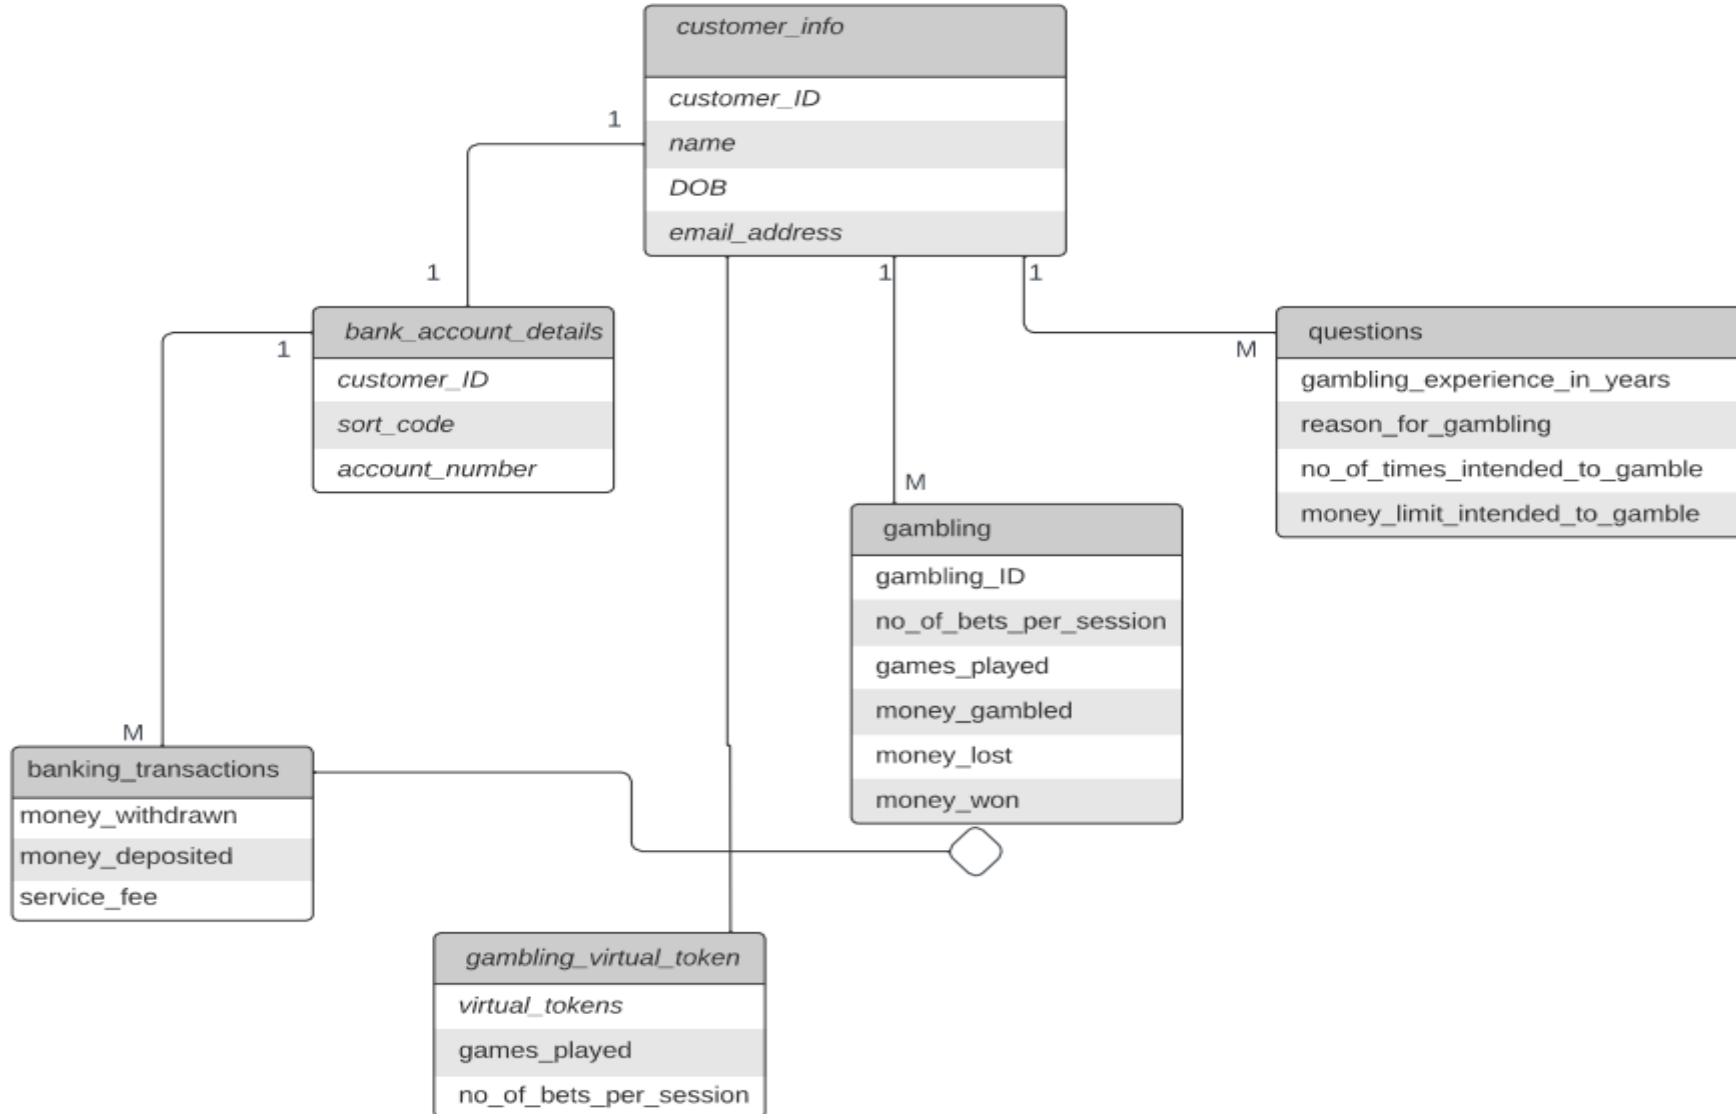 customer_info
customer_ID
name
DOB
email_address
1
1
1
1
bank_account_details
customer_ID
sort_code
account_number
1
questions
gambling_experience_in_years
reason_for_gambling
no_of_times_intended_to_gamble
money_limit_intended_to_gamble
M
M
gambling
gambling_ID
no_of_bets_per_session
games_played
money_gambled
money_lost
money_won
M
banking_transactions
money_withdrawn
money_deposited
service_fee
gambling_virtual_token
virtual_tokens
games_played
no_of_bets_per_session